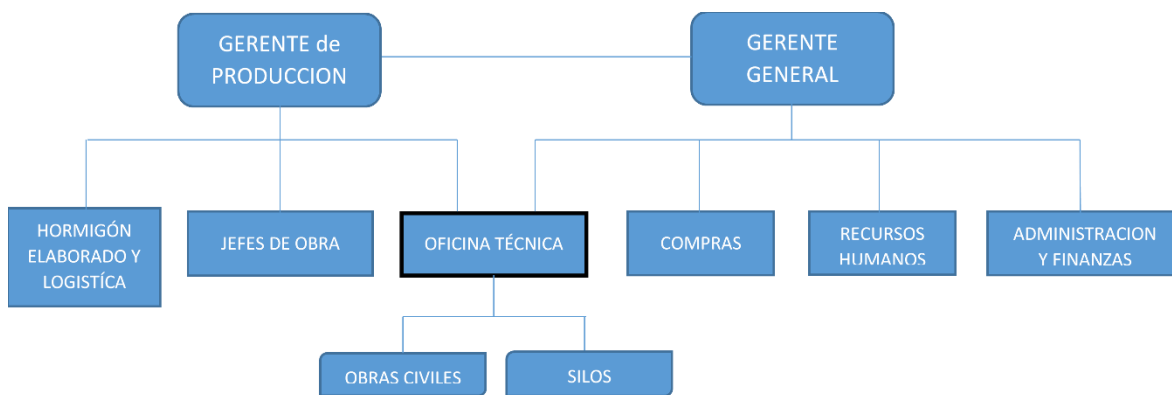 GERENTE de
PRODUCCION
GERENTE
GENERAL
HORMIGÓN
ELABORADO Y
LOGISTÍCA
JEFES DE OBRA
OFICINA TÉCNICA
COMPRAS
RECURSOS
HUMANOS
ADMINISTRACION
Y FINANZAS
OBRAS CIVILES
SILOS